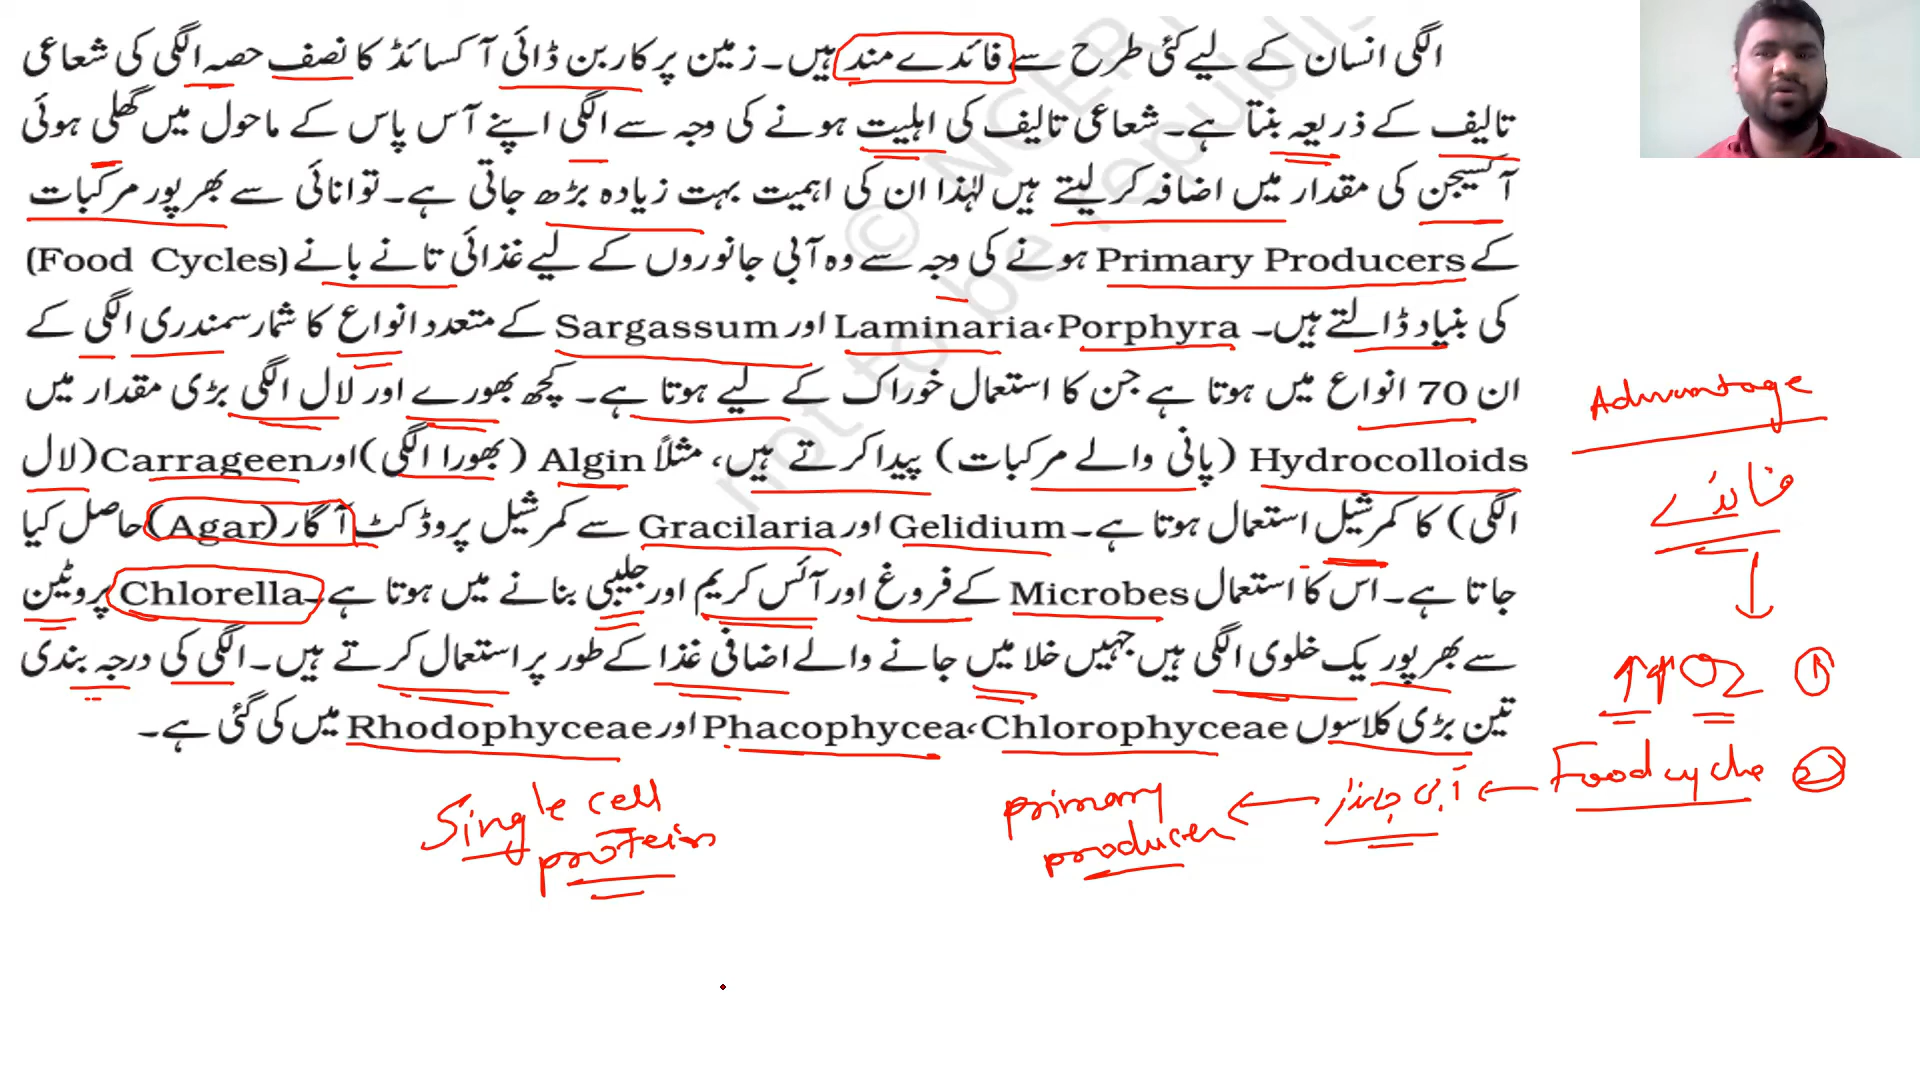 الگی انسان کے لیے کئی طرح سے فائدے مند ہیں۔ زمین پر کاربن ڈائی آکسائڈ کا نصف حصہ الگی کی شعاعی
تالیف کے ذریعہ بنتا ہے۔ شعاعی تالیف کی اہلیت ہونے کی وجہ سے الگی اپنے آس پاس کے ماحول میں گھلی ہوئی
آکسیجن کی مقدار میں اضافہ کر لیتے ہیں لہٰذا ان کی اہمیت بہت زیادہ بڑھ جاتی ہے۔ توانائی سے بھرپور مرکبات
کے Primary Producers ہونے کی وجہ سے وہ آبی جانوروں کے لیے غذائی تانے بانے (Food Cycles)
کی بنیاد ڈالتے ہیں۔ Porphyra، Laminaria اور Sargassum کے متعدد انواع کا شمار سمندری الگی کے
ان 70 انواع میں ہوتا ہے جن کا استعمال خوراک کے لیے ہوتا ہے۔ کچھ بھورے اور لال الگی بڑی مقدار میں
Hydrocolloids (پانی والے مرکبات) پیدا کرتے ہیں، مثلاً Algin (بھورا الگی) اور Carrageen (لال
الگی) کا کمرشیل استعمال ہوتا ہے۔ Gelidium اور Gracilaria سے کمرشیل پروڈکٹ آگار (Agar) حاصل کیا
جاتا ہے۔ اس کا استعمال Microbes کے فروغ اور آئس کریم اور جلیبی بنانے میں ہوتا ہے۔ Chlorella پروٹین
سے بھرپور یک خلوی الگی ہیں جہیں خلا میں جانے والے اضافی غذا کے طور پر استعمال کرتے ہیں۔ الگی کی درجہ بندی
تین بڑی کلاسوں Chlorophyceae، Phacophycea اور Rhodophyceae میں کی گئی ہے۔
Advantage
فائدے
↓
↑↑O2 ①
Food cycle ②
← آبی جاندار ←
primary
producer
Single cell
protein
© NCERT
not to be republis